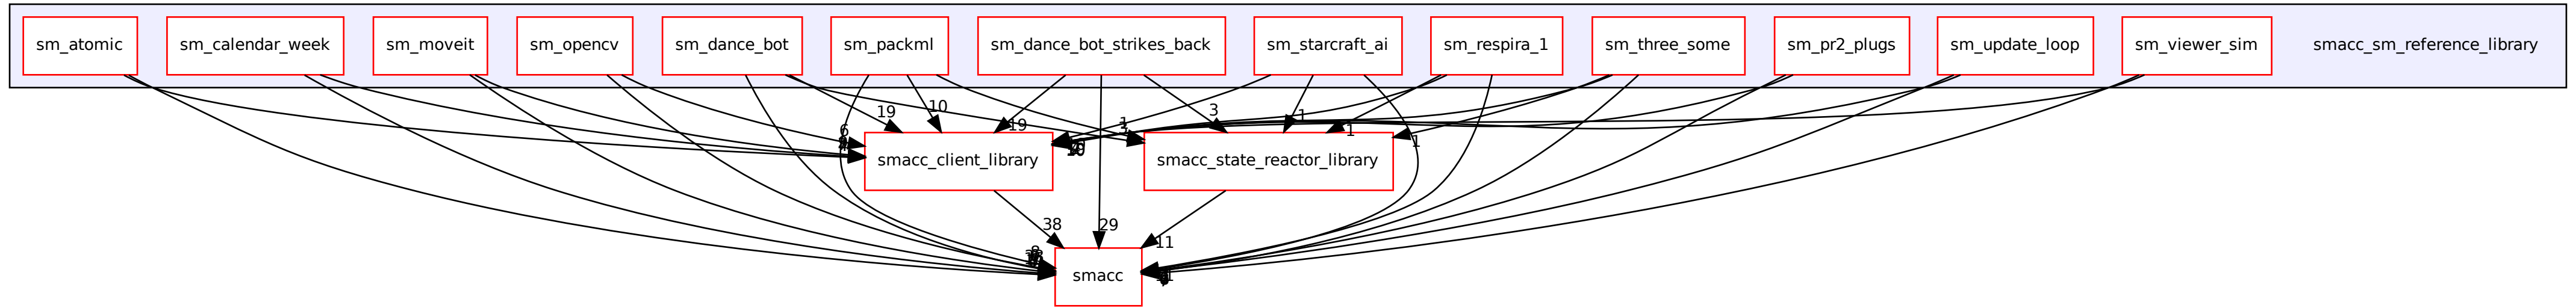 sm_atomic
sm_calendar_week
sm_moveit
sm_opencv
sm_dance_bot
sm_packml
sm_dance_bot_strikes_back
sm_starcraft_ai
sm_respira_1
sm_three_some
sm_pr2_plugs
sm_update_loop
sm_viewer_sim
smacc_sm_reference_library
19
10
19
3
1
1
1
6
smacc_client_library
smacc_state_reactor_library
38
29
11
smacc